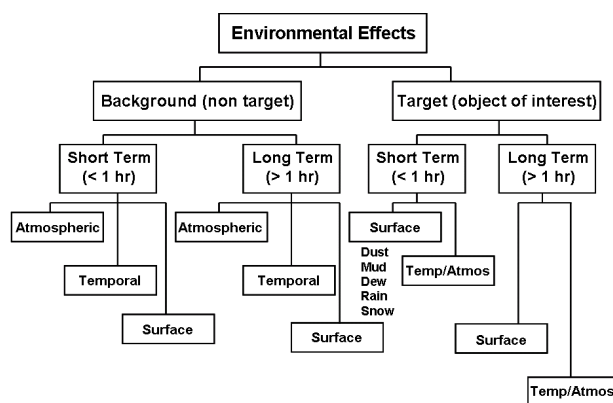 Environmental Effects
Background (non target)
Target (object of interest)
Short Term
(< 1 hr)
Long Term
(> 1 hr)
Short Term
(< 1 hr)
Long Term
(> 1 hr)
Atmospheric
Temporal
Surface
Atmospheric
Temporal
Surface
Surface
Dust
Mud
Dew
Rain
Snow
Temp/Atmos
Surface
Temp/Atmos